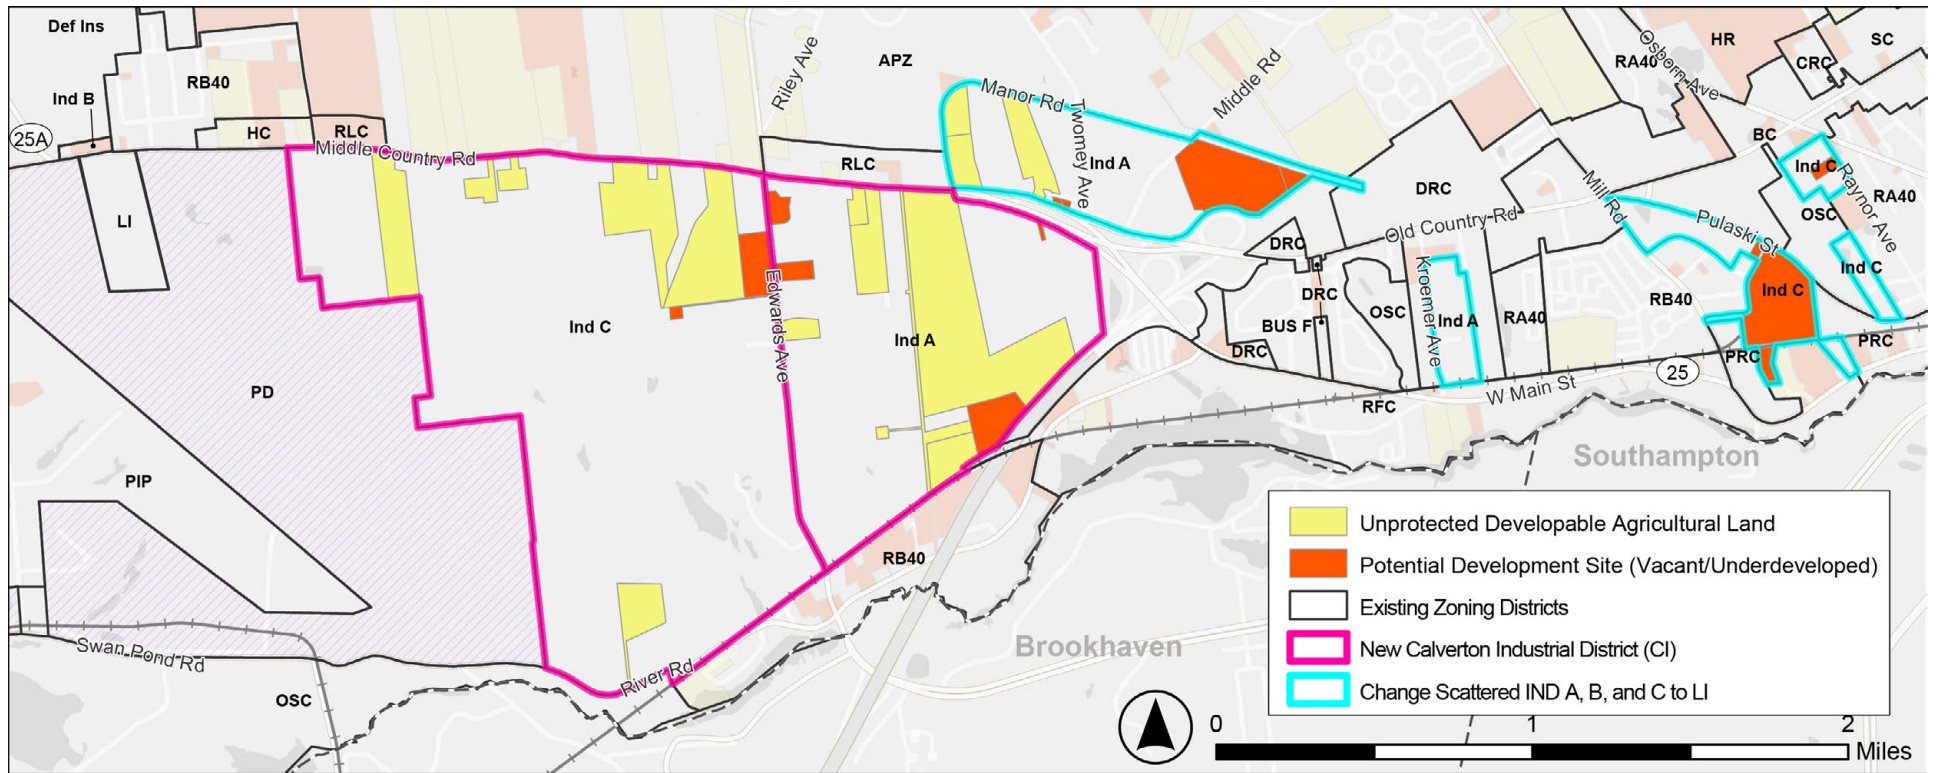 Def Ins
RB40
Ind B
25A
HC
RLC
Middle Country Rd
LI
PD
PIP
Swan Pond Rd
OSC
Ind C
Riley Ave
APZ
RLC
Edwards Ave
Ind A
River Rd
RB40
Manor Rd
Twomey Ave
Ind A
Middle Rd
DRC
Old Country Rd
DRC
DRC
BUS F
DRC
OSC
Kroemer Ave
Ind A
RA40
RFC
W Main St
25
Mill Rd
Pulaski St
RB40
Ind C
PRC
PRC
RA40
Osborn Ave
HR
CRC
SC
BC
Ind C
Raynor Ave
RA40
OSC
Ind C
Southampton
Brookhaven
Unprotected Developable Agricultural Land
Potential Development Site (Vacant/Underdeveloped)
Existing Zoning Districts
New Calverton Industrial District (CI)
Change Scattered IND A, B, and C to LI
0 1 2
Miles